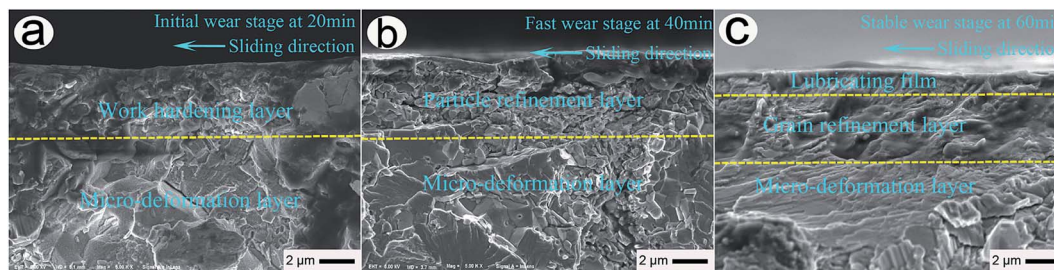 a
Initial wear stage at 20min
Sliding direction
Work hardening layer
Micro-deformation layer
2 μm
b
Fast wear stage at 40min
Sliding direction
Particle refinement layer
Micro-deformation layer
2 μm
c
Stable wear stage at 60min
Sliding direction
Lubricating film
Grain refinement layer
Micro-deformation layer
2 μm